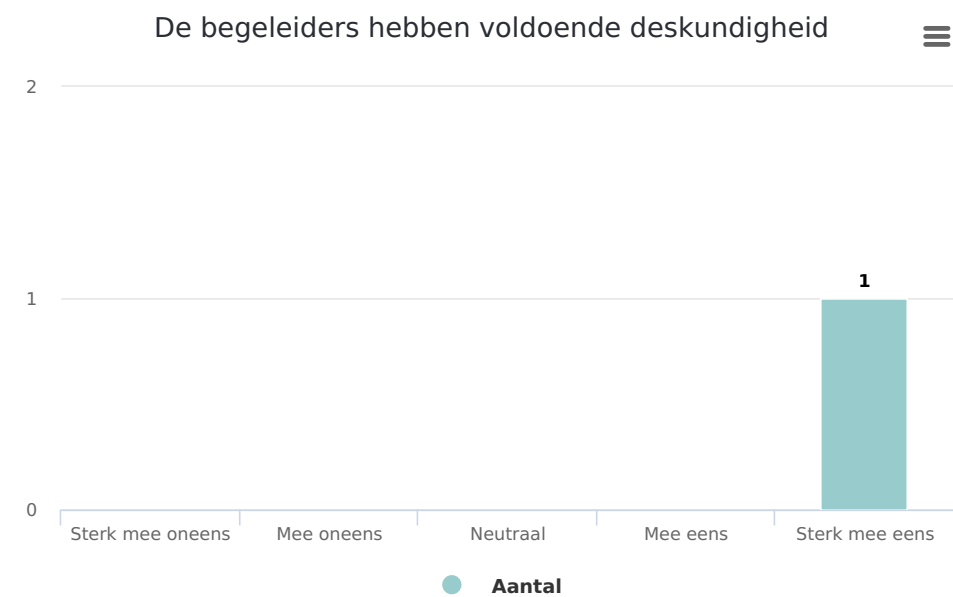 De begeleiders hebben voldoende deskundigheid
2
1
1
0
Sterk mee oneens Mee oneens Neutraal Mee eens Sterk mee eens
Aantal